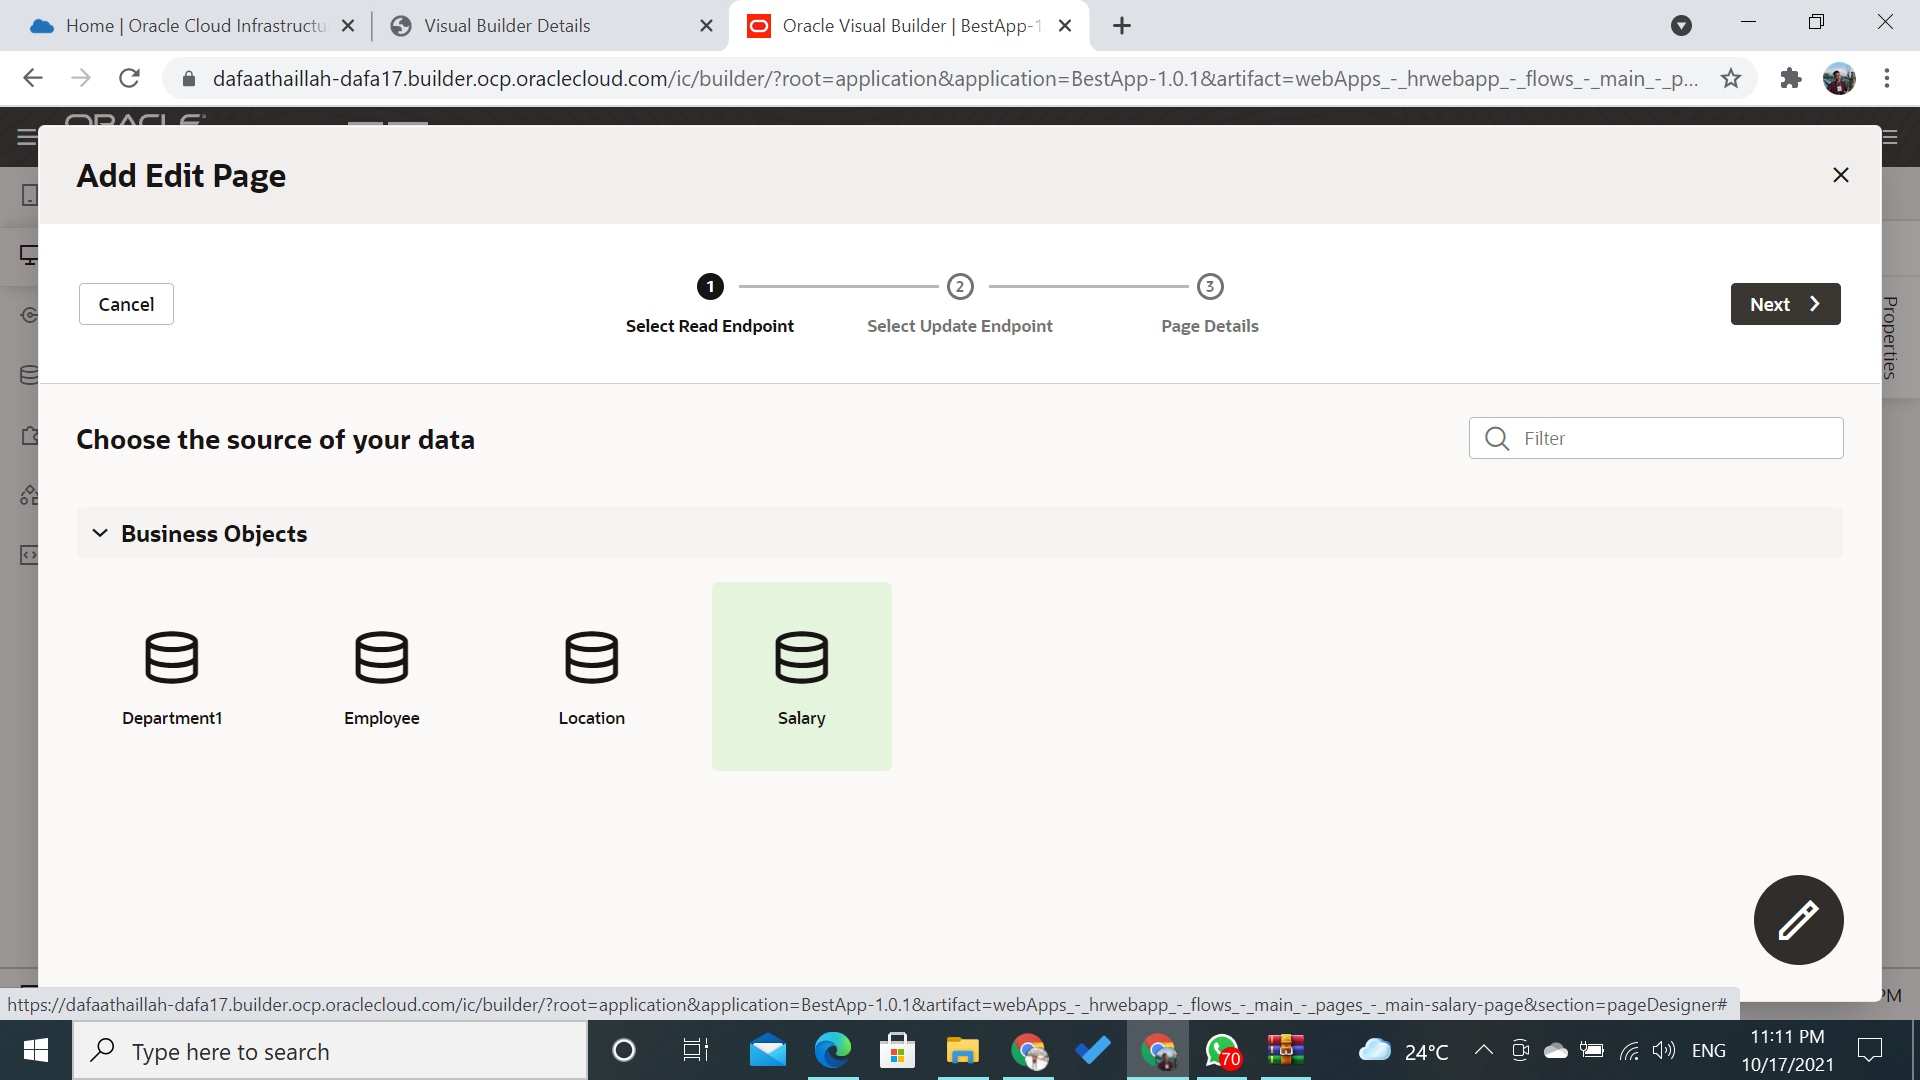 Home | Oracle Cloud Infrastructu
Visual Builder Details
Oracle Visual Builder | BestApp-1
dafaathaillah-dafa17.builder.ocp.oraclecloud.com/ic/builder/?root=application&application=BestApp-1.0.1&artifact=webApps_-_hrwebapp_-_flows_-_main_-_p...
ORACLE
Add Edit Page
Cancel
1
2
3
Select Read Endpoint
Select Update Endpoint
Page Details
Next
Properties
Choose the source of your data
Filter
Business Objects
Department1
Employee
Location
Salary
PM
https://dafaathaillah-dafa17.builder.ocp.oraclecloud.com/ic/builder/?root=application&application=BestApp-1.0.1&artifact=webApps_-_hrwebapp_-_flows_-_main_-_pages_-_main-salary-page&section=pageDesigner#
Type here to search
70
24°C
ENG
11:11 PM
10/17/2021